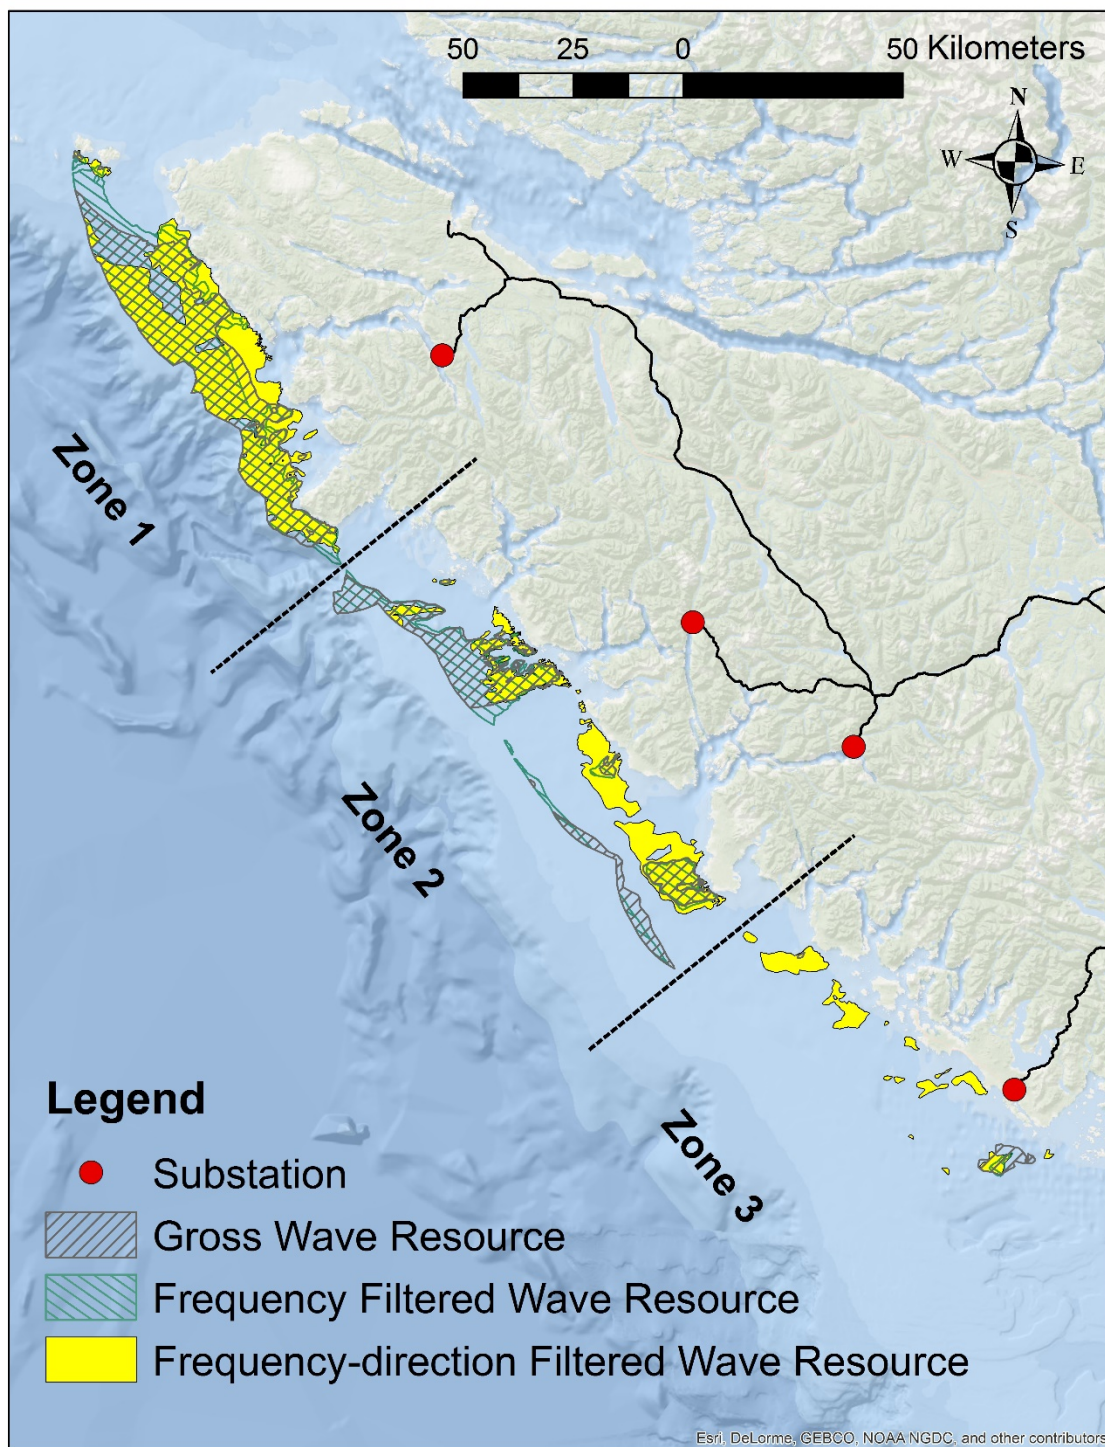 50 25 0 50 Kilometers
N
W E
S
Zone 1
Zone 2
Zone 3
Legend
Substation
Gross Wave Resource
Frequency Filtered Wave Resource
Frequency-direction Filtered Wave Resource
Esri, DeLorme, GEBCO, NOAA NGDC, and other contributors